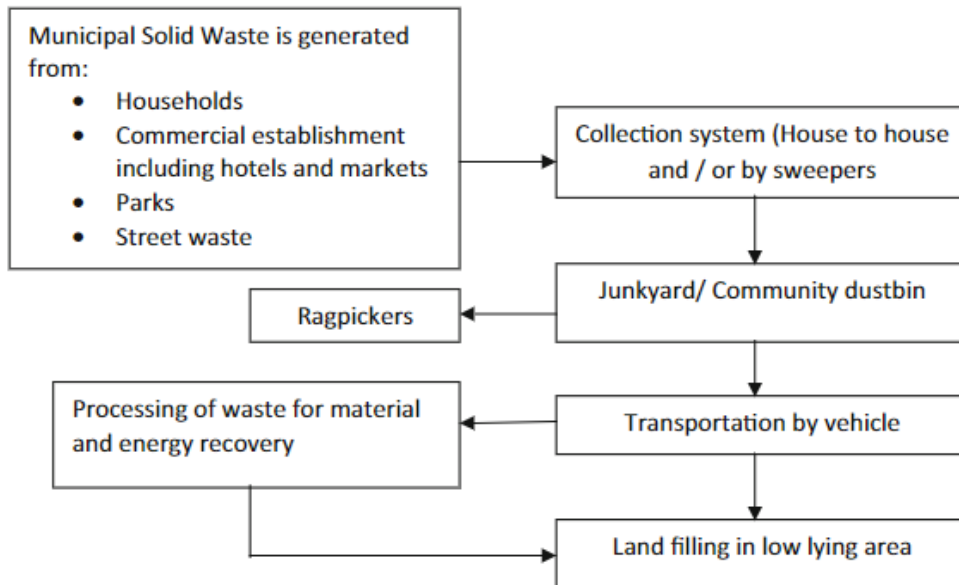 Municipal Solid Waste is generated
from:
• Households
• Commercial establishment
including hotels and markets
• Parks
• Street waste
Collection system (House to house
and / or by sweepers
Junkyard/ Community dustbin
Ragpickers
Processing of waste for material
and energy recovery
Transportation by vehicle
Land filling in low lying area